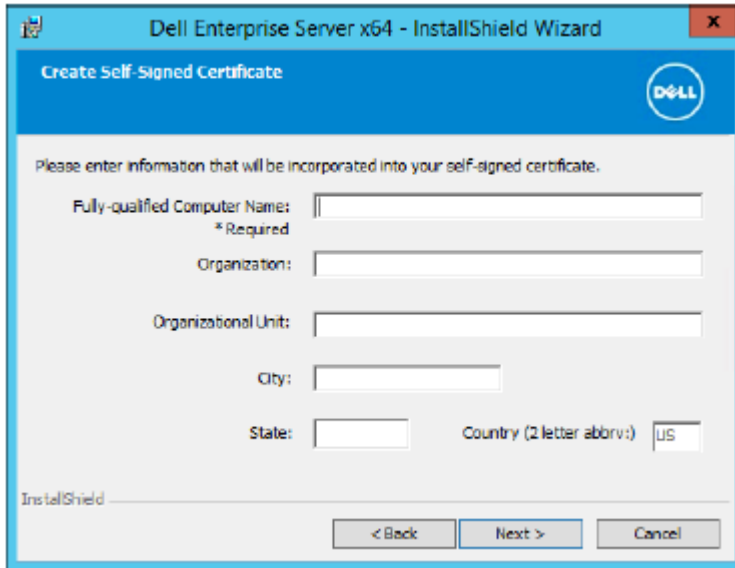 Dell Enterprise Server x64 - InstallShield Wizard
x
Create Self-Signed Certificate
DELL
Please enter information that will be incorporated into your self-signed certificate.
Fully-qualified Computer Name:
* Required
Organization:
Organizational Unit:
City:
State: Country (2 letter abbrv:) US
InstallShield
< Back Next > Cancel